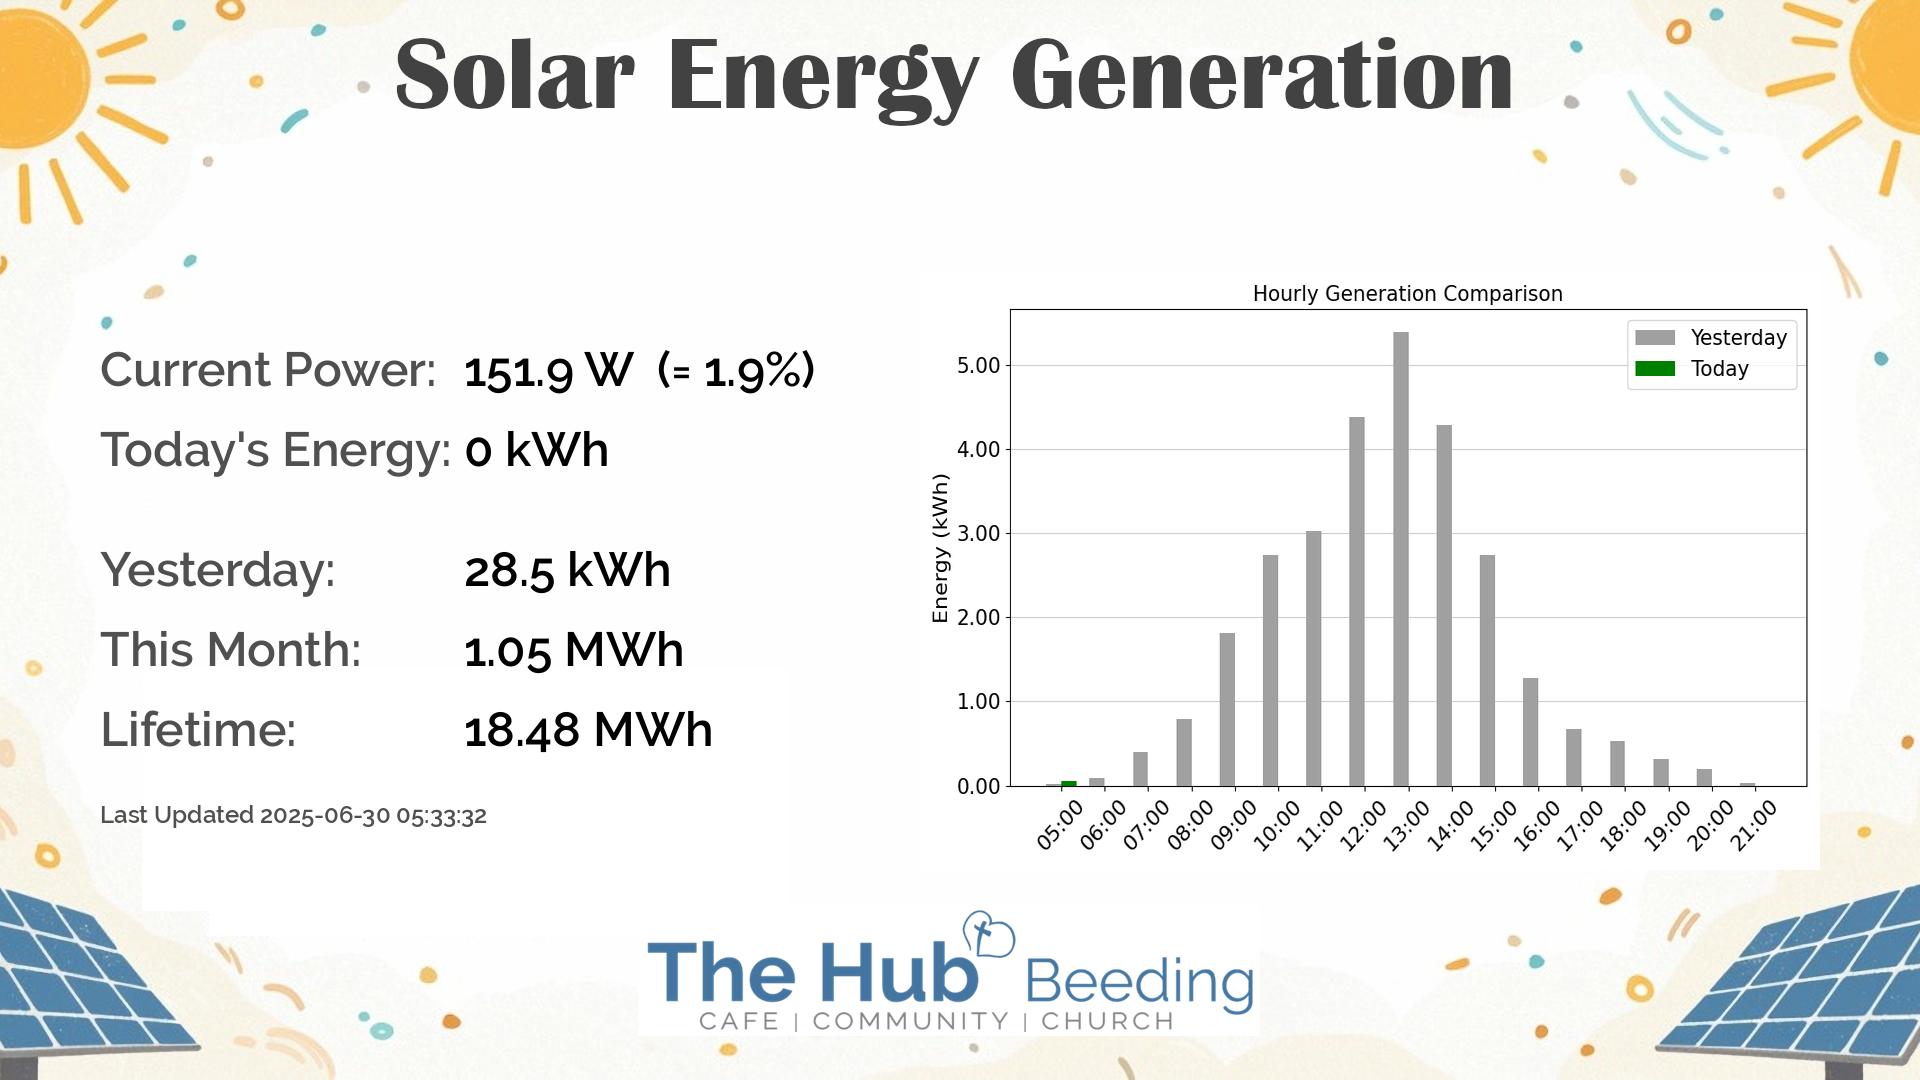 Solar Energy Generation
Current Power: 151.9 W (= 1.9%)
Today's Energy: 0 kWh
Yesterday: 28.5 kWh
This Month: 1.05 MWh
Lifetime: 18.48 MWh
Last Updated 2025-06-30 05:33:32
Hourly Generation Comparison
Yesterday
Today
Energy (kWh)
5.00
4.00
3.00
2.00
1.00
0.00
05:00 06:00 07:00 08:00 09:00 10:00 11:00 12:00 13:00 14:00 15:00 16:00 17:00 18:00 19:00 20:00 21:00
The Hub Beeding
CAFE | COMMUNITY | CHURCH